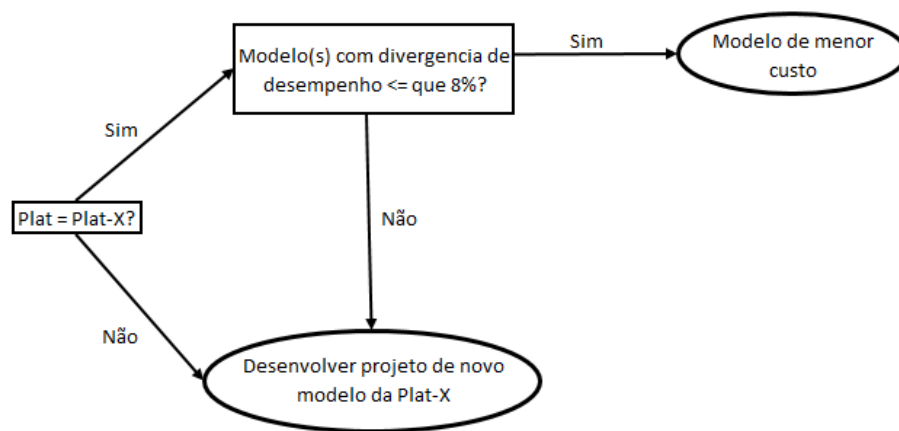 Modelo(s) com divergencia de
desempenho <= que 8%?
Sim
Modelo de menor
custo
Sim
Plat = Plat-X?
Não
Não
Desenvolver projeto de novo
modelo da Plat-X